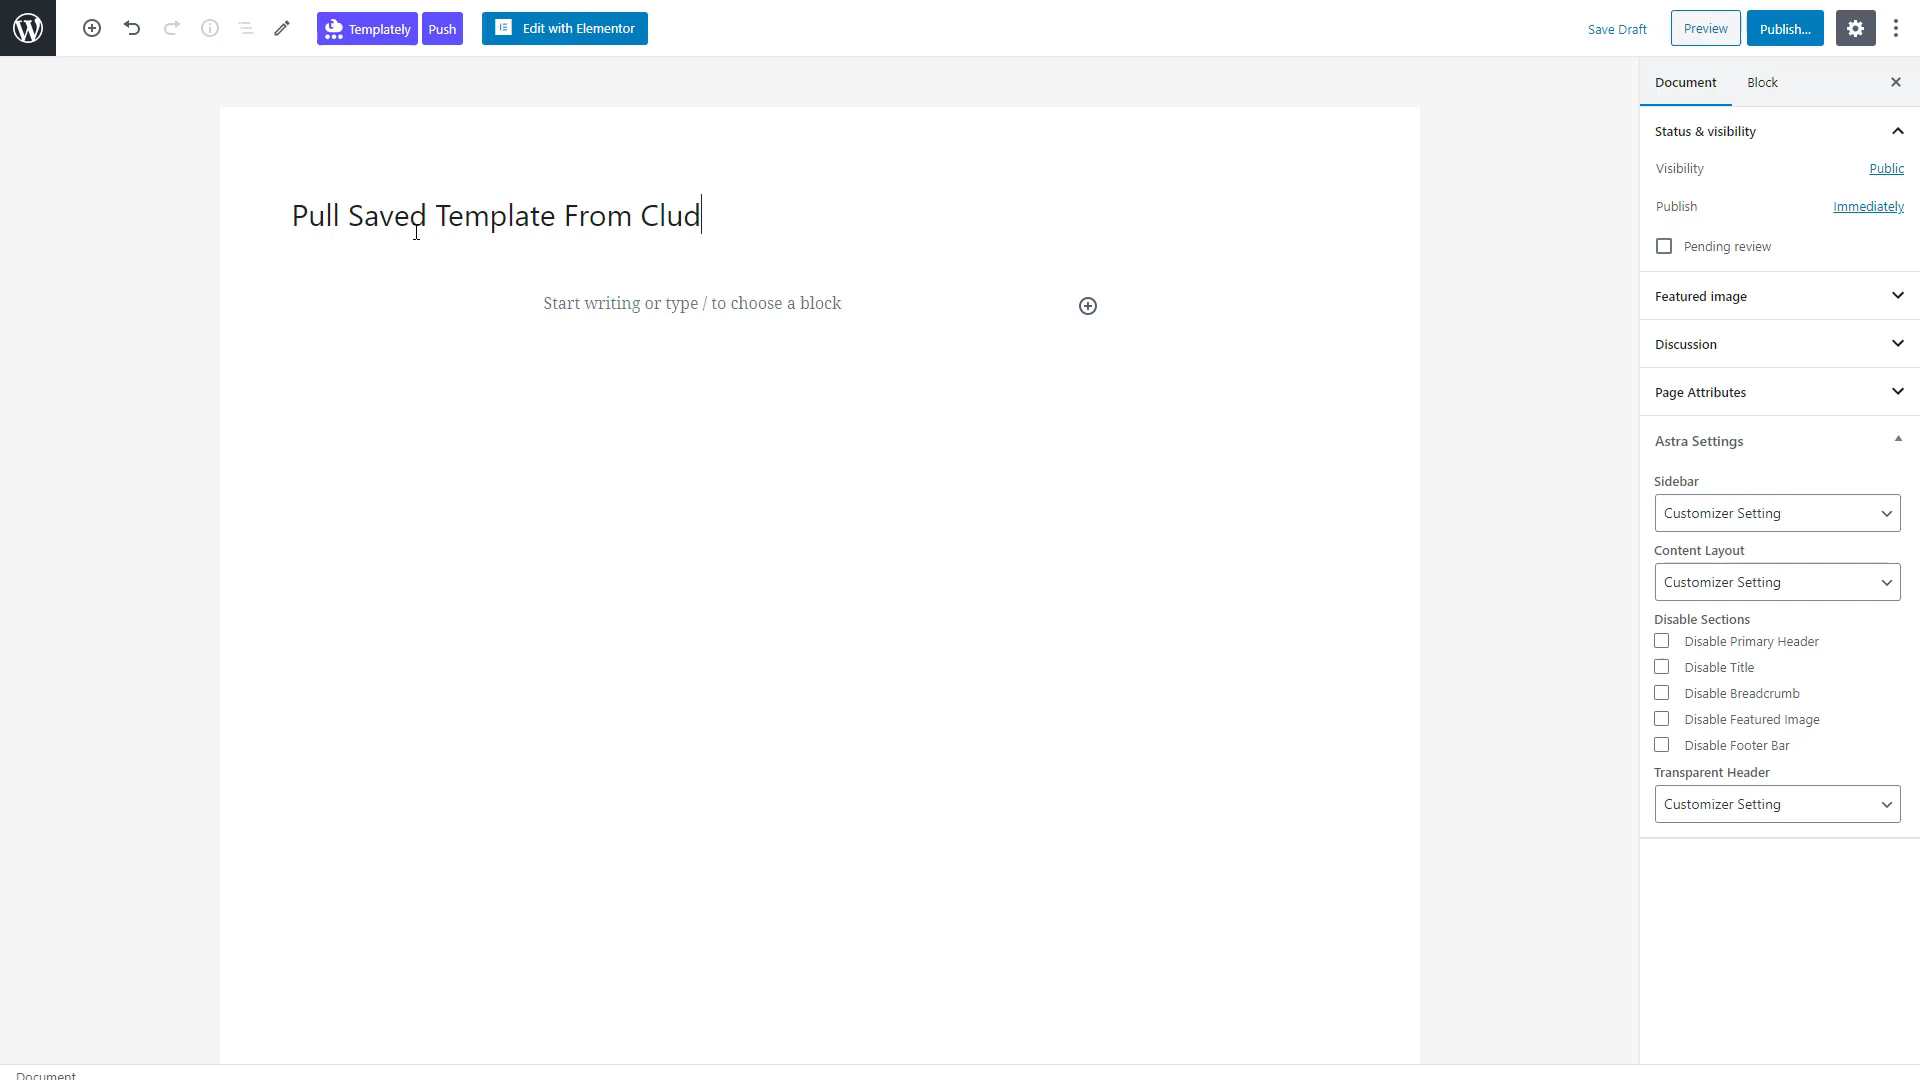 Templately
Push
Edit with Elementor
Save Draft
Preview
Publish...
Document
Block
Pull Saved Template From Clud
Start writing or type / to choose a block
Status & visibility
Visibility
Public
Publish
Immediately
Pending review
Featured image
Discussion
Page Attributes
Astra Settings
Sidebar
Customizer Setting
Content Layout
Customizer Setting
Disable Sections
Disable Primary Header
Disable Title
Disable Breadcrumb
Disable Featured Image
Disable Footer Bar
Transparent Header
Customizer Setting
Document